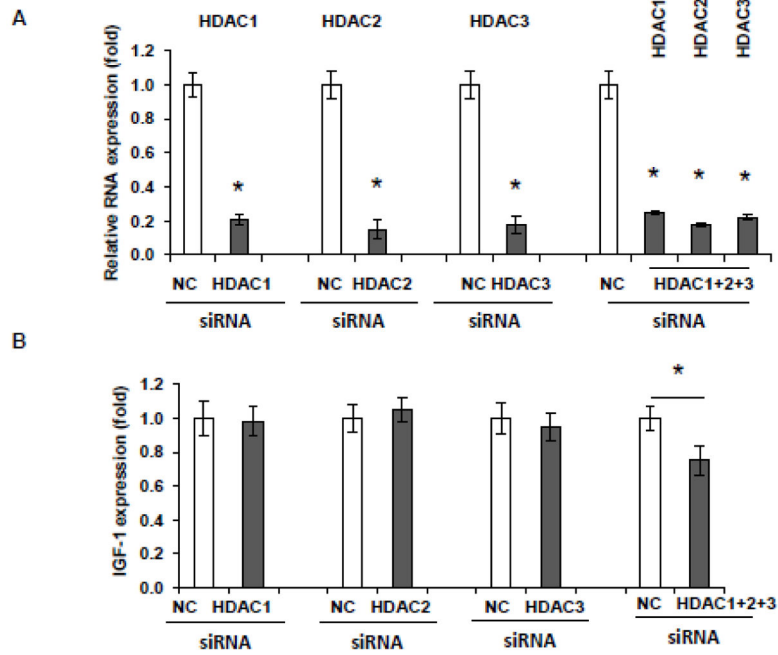 A
HDAC1 HDAC2 HDAC3 HDAC1 HDAC2 HDAC3
Relative RNA expression (fold)
1.2
1.0
0.8
0.6
0.4
0.2
0.0
* * * * * *
NC HDAC1 NC HDAC2 NC HDAC3 NC HDAC1+2+3
siRNA siRNA siRNA siRNA
B
IGF-1 expression (fold)
1.2
1.0
0.8
0.6
0.4
0.2
0.0
*
NC HDAC1 NC HDAC2 NC HDAC3 NC HDAC1+2+3
siRNA siRNA siRNA siRNA